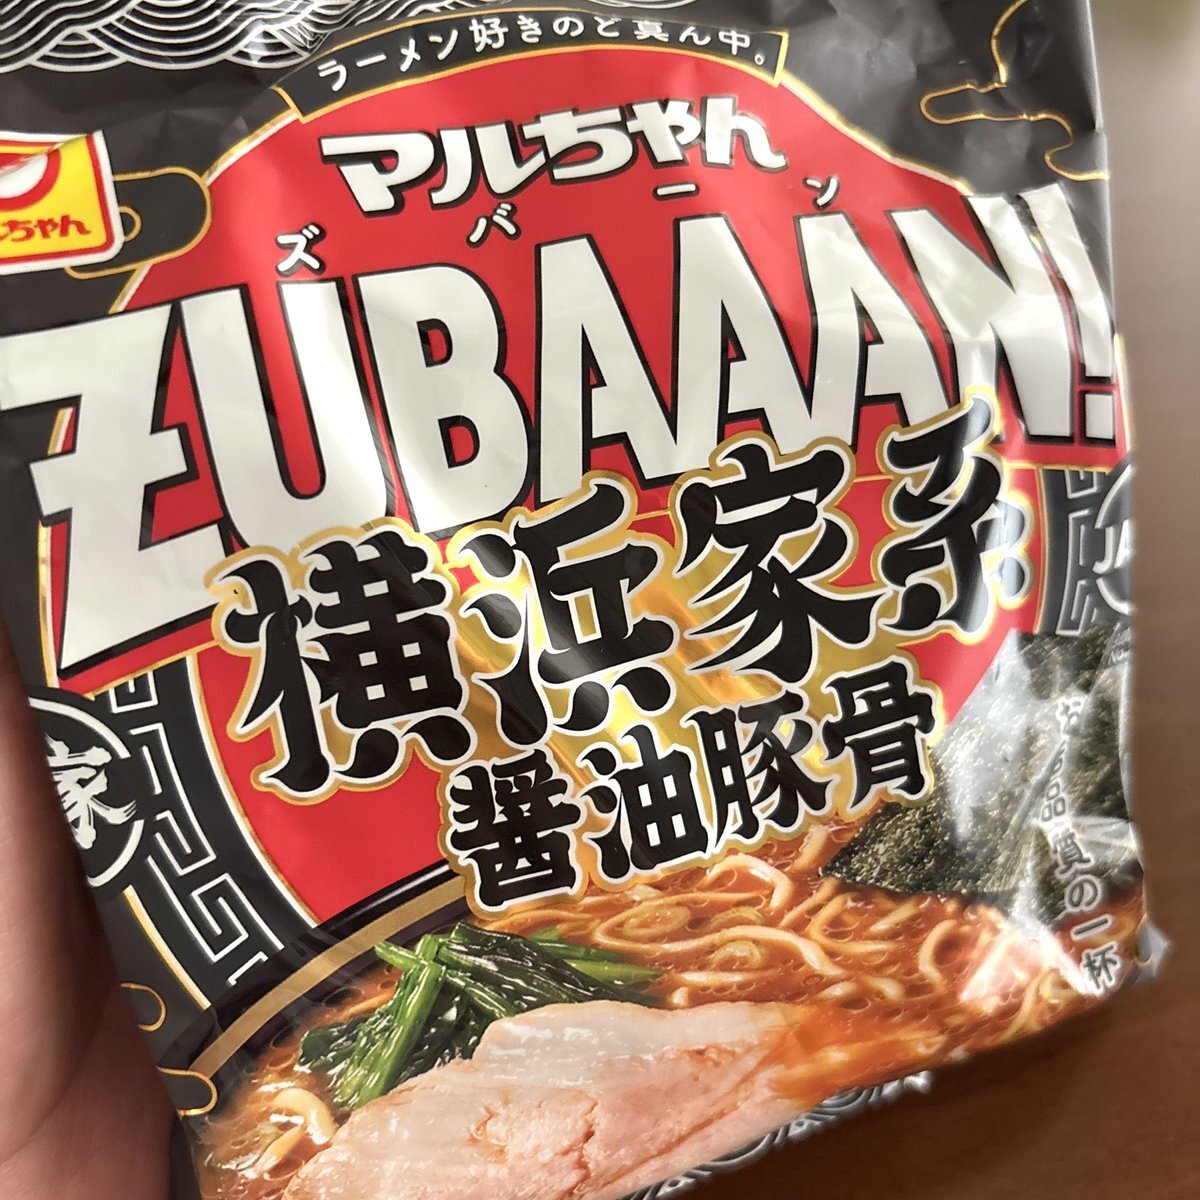 ラーメン好きのど真ん中。
マルちゃん
ちゃん
ズバーン
ZUBAAAN!
横浜家系
醤油豚骨
家
品質の一杯